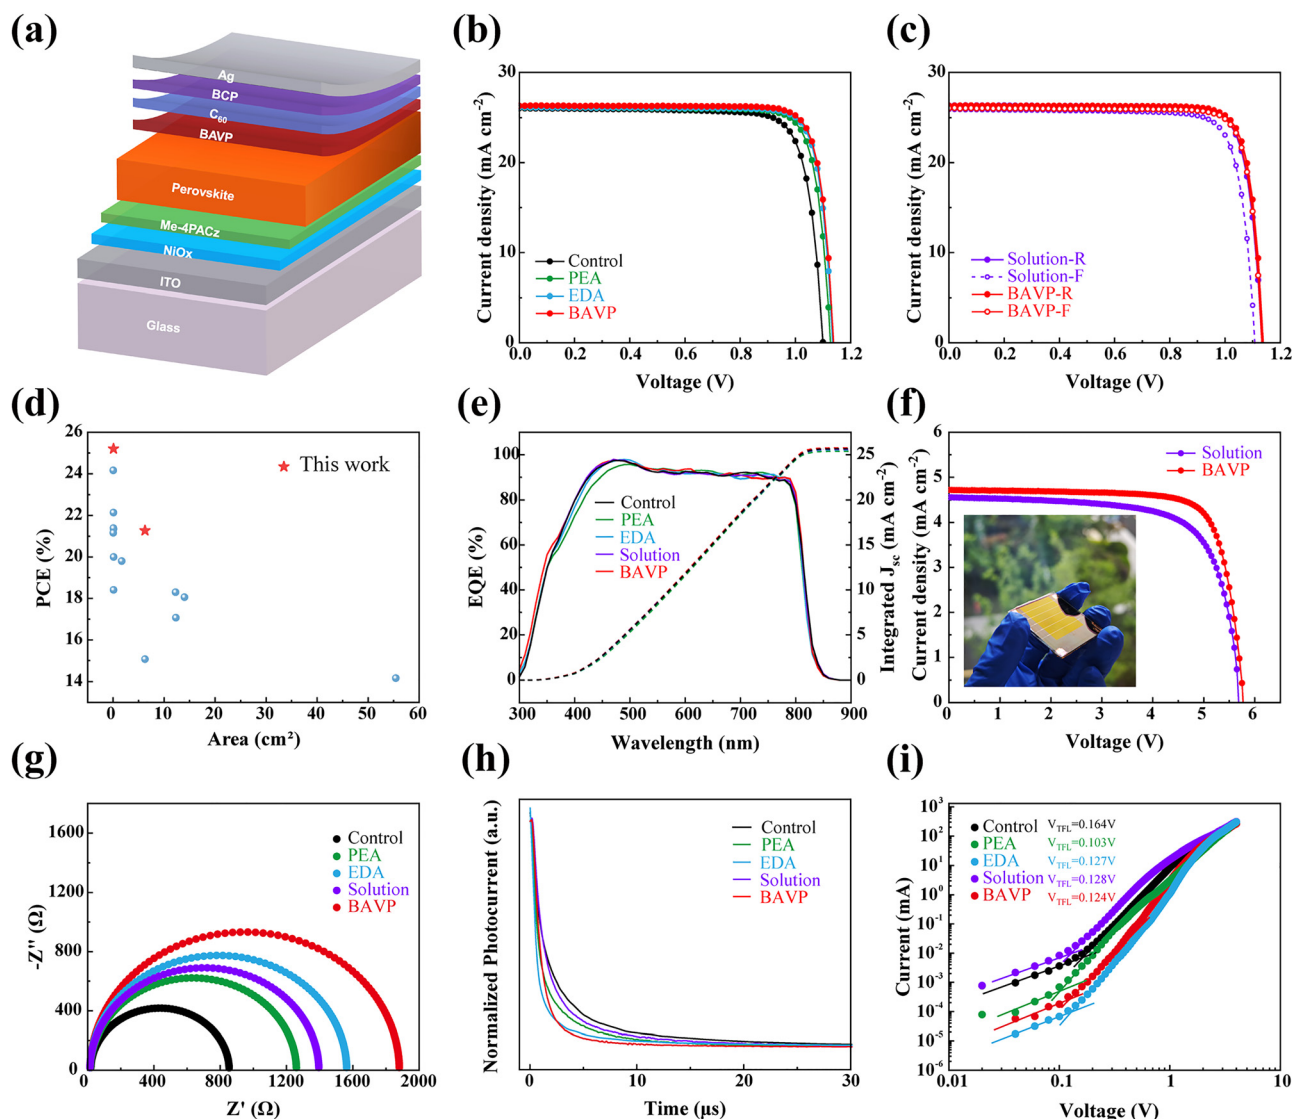 (a)
Ag
BCP
C₆₀
BAVP
Perovskite
Me-4PACz
NiOx
ITO
Glass
(b)
Current density (mA cm⁻²)
30
20
10
0
Control
PEA
EDA
BAVP
0.0 0.2 0.4 0.6 0.8 1.0 1.2
Voltage (V)
(c)
Current density (mA cm⁻²)
30
20
10
0
Solution-R
Solution-F
BAVP-R
BAVP-F
0.0 0.2 0.4 0.6 0.8 1.0 1.2
Voltage (V)
(d)
PCE (%)
26
24
22
20
18
16
14
This work
0 10 20 30 40 50 60
Area (cm²)
(e)
EQE (%)
100
80
60
40
20
0
Control
PEA
EDA
Solution
BAVP
25
20
15
10
5
0
Integrated Jsc (mA cm⁻²)
300 400 500 600 700 800 900
Wavelength (nm)
(f)
Current density (mA cm⁻²)
6
5
4
3
2
1
0
Solution
BAVP
0 1 2 3 4 5 6
Voltage (V)
(g)
-Z'' (Ω)
1600
1200
800
400
0
Control
PEA
EDA
Solution
BAVP
0 400 800 1200 1600 2000
Z' (Ω)
(h)
Normalized Photocurrent (a.u.)
Control
PEA
EDA
Solution
BAVP
0 10 20 30
Time (μs)
(i)
Current (mA)
10³
10²
10¹
10⁰
10⁻¹
10⁻²
10⁻³
10⁻⁴
10⁻⁵
10⁻⁶
Control V_TFL=0.164V
PEA V_TFL=0.103V
EDA V_TFL=0.127V
Solution V_TFL=0.128V
BAVP V_TFL=0.124V
0.01 0.1 1 10
Voltage (V)